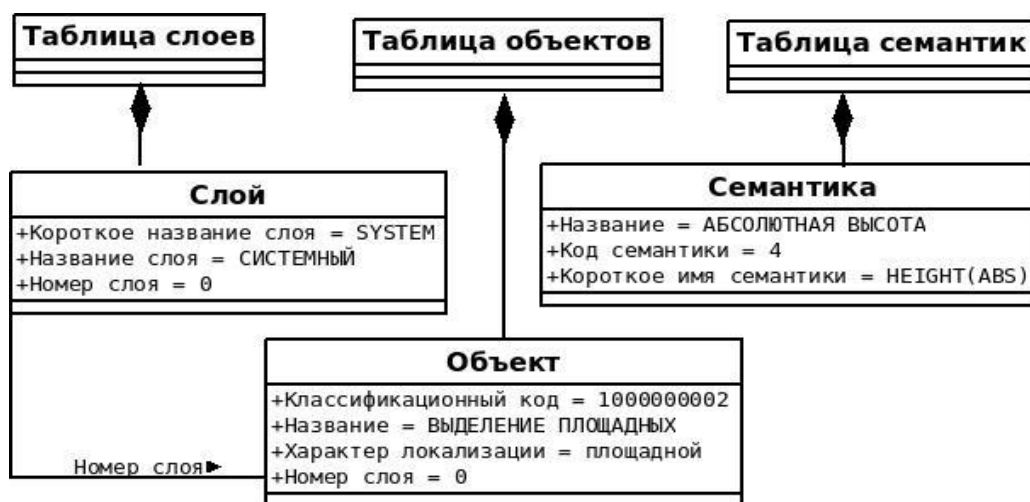 Таблица слоев
Таблица объектов
Таблица семантик
Слой
+Короткое название слоя = SYSTEM
+Название слоя = СИСТЕМНЫЙ
+Номер слоя = 0
Семантика
+Название = АБСОЛЮТНАЯ ВЫСОТА
+Код семантики = 4
+Короткое имя семантики = HEIGHT(ABS)
Объект
+Классификационный код = 1000000002
+Название = ВЫДЕЛЕНИЕ ПЛОЩАДНЫХ
+Характер локализации = площадной
+Номер слоя = 0
Номер слоя